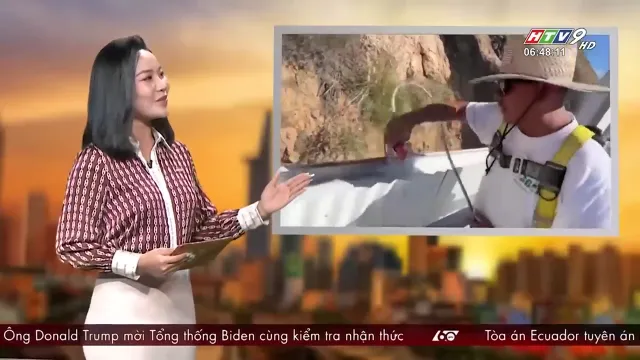 HTV9 HD
06:48:11
Ông Donald Trump mời Tổng thống Biden cùng kiểm tra nhận thức 60 Tòa án Ecuador tuyên án